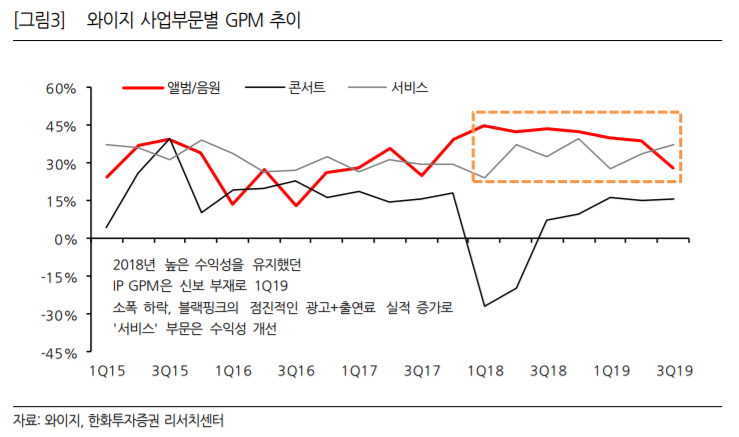 [그림3] 와이지 사업부문별 GPM 추이
앨범/음원 콘서트 서비스
60%
45%
30%
15%
0%
-15%
-30%
-45%
2018년 높은 수익성을 유지했던
IP GPM은 신보 부재로 1Q19
소폭 하락, 블랙핑크의 점진적인 광고+출연료 실적 증가로
'서비스' 부문은 수익성 개선
1Q15 3Q15 1Q16 3Q16 1Q17 3Q17 1Q18 3Q18 1Q19 3Q19
자료: 와이지, 한화투자증권 리서치센터